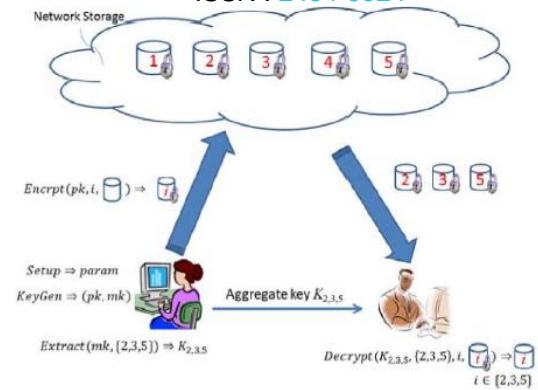 Network Storage
1 2 3 4 5
Encrpt(pk, i, ) ⇒ i
2 3 5
Setup ⇒ param
KeyGen ⇒ (pk, mk)
Aggregate key K2,3,5
Extract(mk, {2,3,5}) ⇒ K2,3,5
Decrypt(K2,3,5, {2,3,5}, i, i ) ⇒ i
i ∈ {2,3,5}